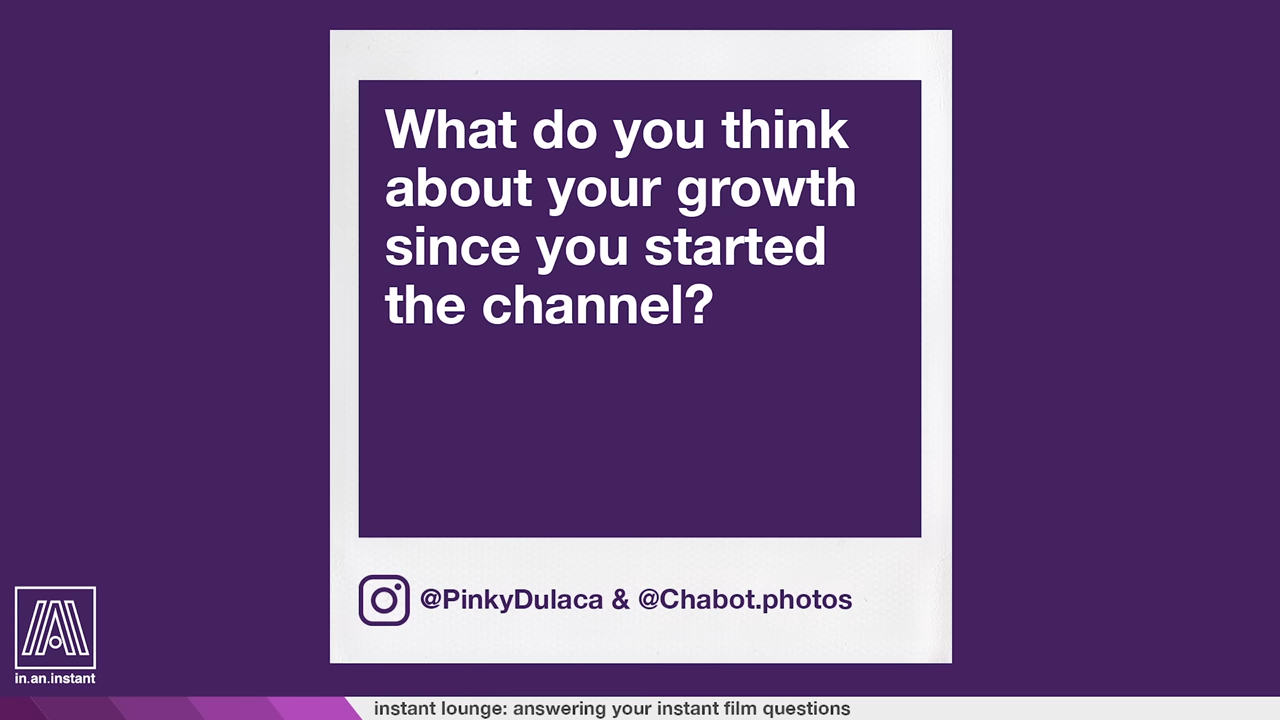 What do you think
about your growth
since you started
the channel?
@PinkyDulaca & @Chabot.photos
in.an.instant
instant lounge: answering your instant film questions